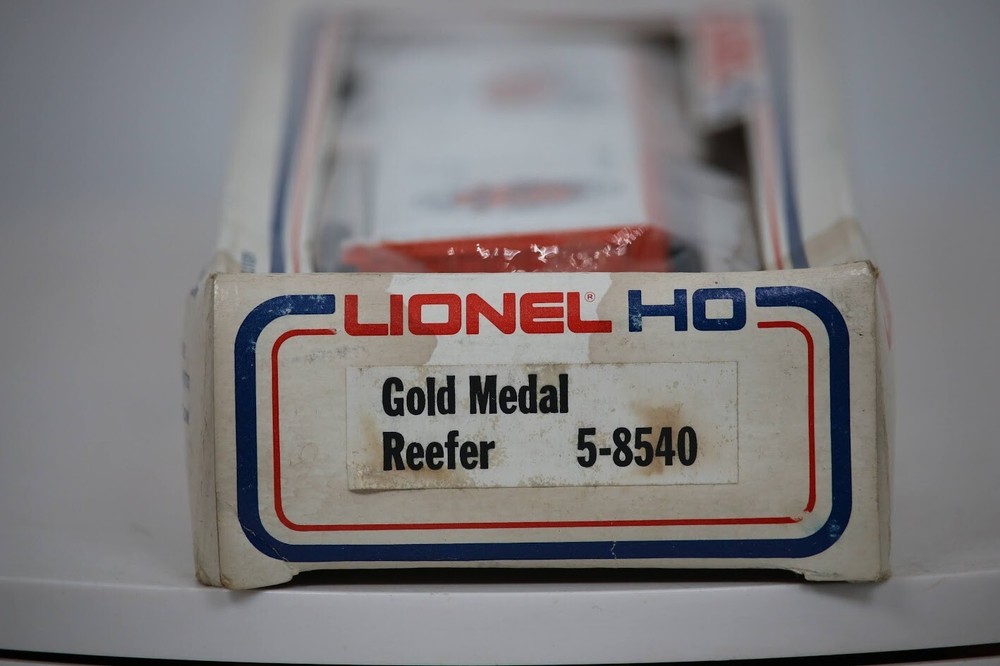 LIONEL® HO
Gold Medal
Reefer 5-8540